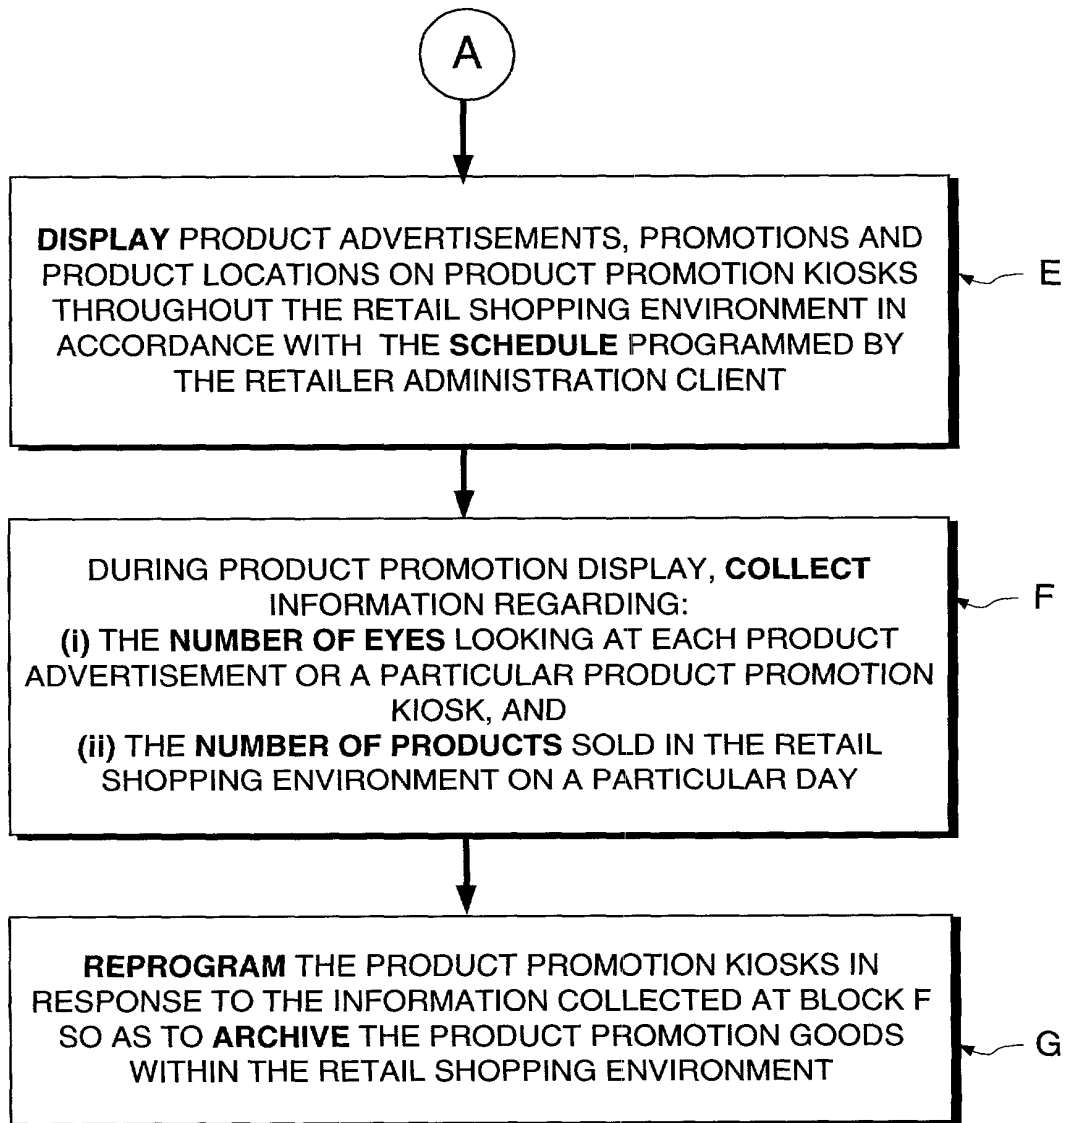 A
DISPLAY PRODUCT ADVERTISEMENTS, PROMOTIONS AND
PRODUCT LOCATIONS ON PRODUCT PROMOTION KIOSKS
THROUGHOUT THE RETAIL SHOPPING ENVIRONMENT IN
ACCORDANCE WITH THE SCHEDULE PROGRAMMED BY
THE RETAILER ADMINISTRATION CLIENT
E
DURING PRODUCT PROMOTION DISPLAY, COLLECT
INFORMATION REGARDING:
(i) THE NUMBER OF EYES LOOKING AT EACH PRODUCT
ADVERTISEMENT OR A PARTICULAR PRODUCT PROMOTION
KIOSK, AND
(ii) THE NUMBER OF PRODUCTS SOLD IN THE RETAIL
SHOPPING ENVIRONMENT ON A PARTICULAR DAY
F
REPROGRAM THE PRODUCT PROMOTION KIOSKS IN
RESPONSE TO THE INFORMATION COLLECTED AT BLOCK F
SO AS TO ARCHIVE THE PRODUCT PROMOTION GOODS
WITHIN THE RETAIL SHOPPING ENVIRONMENT
G